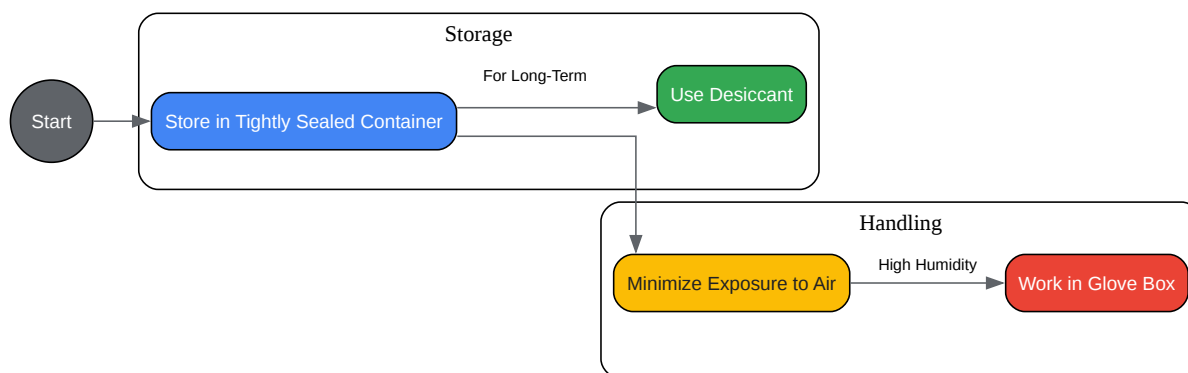 Storage
For Long-Term
Use Desiccant
Start
Store in Tightly Sealed Container
Handling
High Humidity
Minimize Exposure to Air
Work in Glove Box